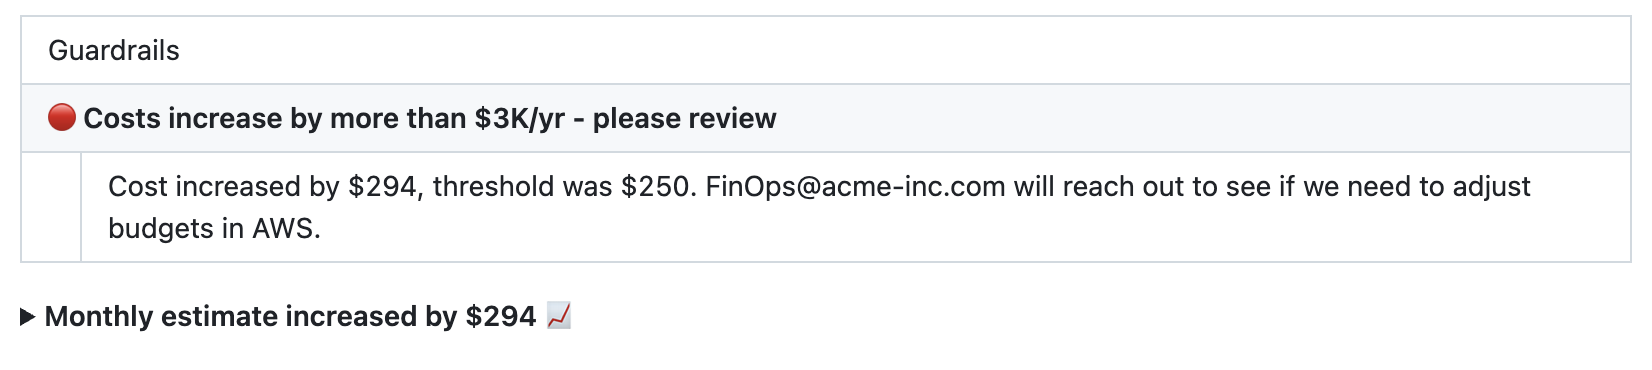 Guardrails
🔴 Costs increase by more than $3K/yr - please review
Cost increased by $294, threshold was $250. FinOps@acme-inc.com will reach out to see if we need to adjust
budgets in AWS.
▶ Monthly estimate increased by $294 📈